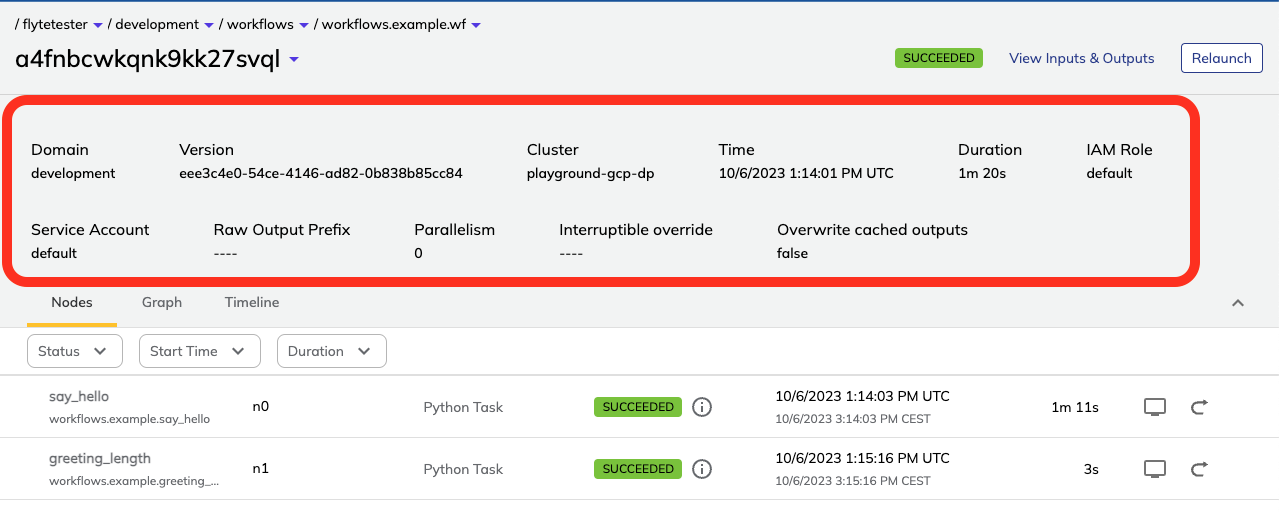 / flytetester / development / workflows / workflows.example.wf
a4fnbcwkqnk9kk27svql SUCCEEDED View Inputs & Outputs Relaunch
Domain Version Cluster Time Duration IAM Role
development eee3c4e0-54ce-4146-ad82-0b838b85cc84 playground-gcp-dp 10/6/2023 1:14:01 PM UTC 1m 20s default
Service Account Raw Output Prefix Parallelism Interruptible override Overwrite cached outputs
default ---- 0 ---- false
Nodes Graph Timeline
Status Start Time Duration
say_hello n0 Python Task SUCCEEDED 10/6/2023 1:14:03 PM UTC 1m 11s
workflows.example.say_hello 10/6/2023 3:14:03 PM CEST
greeting_length n1 Python Task SUCCEEDED 10/6/2023 1:15:16 PM UTC 3s
workflows.example.greeting_... 10/6/2023 3:15:16 PM CEST